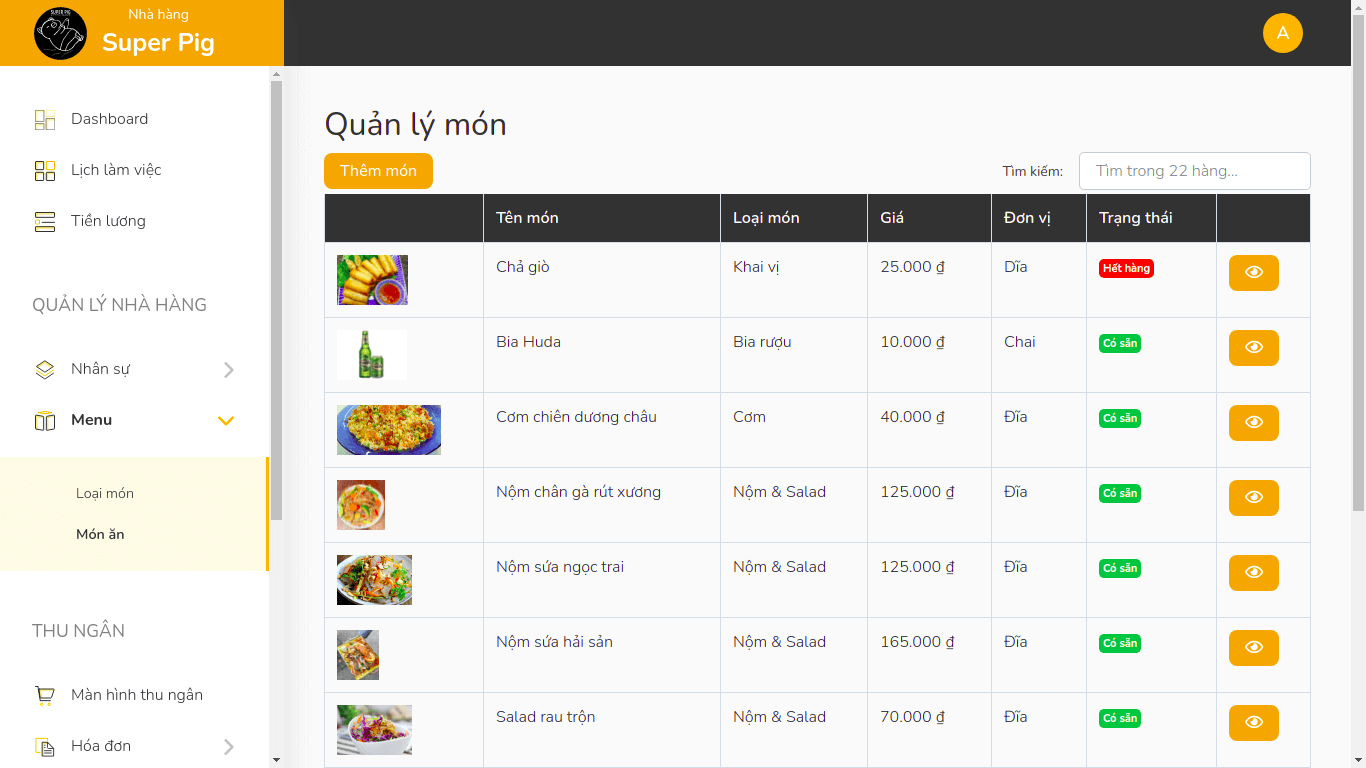 SUPER PIG
Nhà hàng
Super Pig
A
Dashboard
Lịch làm việc
Tiền lương
QUẢN LÝ NHÀ HÀNG
Nhân sự
Menu
Loại món
Món ăn
THU NGÂN
Màn hình thu ngân
Hóa đơn
Quản lý món
Thêm món
Tìm kiếm: Tìm trong 22 hàng...
Tên món Loại món Giá Đơn vị Trạng thái
Chả giò Khai vị 25.000 ₫ Dĩa Hết hàng
Bia Huda Bia rượu 10.000 ₫ Chai Có sẵn
Cơm chiên dương châu Cơm 40.000 ₫ Đĩa Có sẵn
Nộm chân gà rút xương Nộm & Salad 125.000 ₫ Đĩa Có sẵn
Nộm sứa ngọc trai Nộm & Salad 125.000 ₫ Đĩa Có sẵn
Nộm sứa hải sản Nộm & Salad 165.000 ₫ Đĩa Có sẵn
Salad rau trộn Nộm & Salad 70.000 ₫ Đĩa Có sẵn